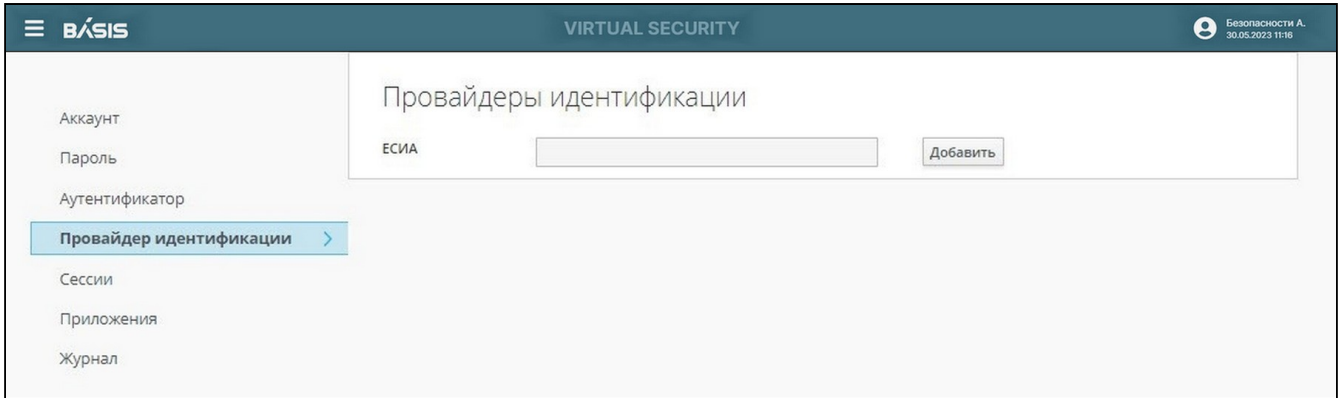 BASIS
VIRTUAL SECURITY
Безопасности А.
30.05.2023 11:16
Аккаунт
Пароль
Аутентификатор
Провайдер идентификации
Сессии
Приложения
Журнал
Провайдеры идентификации
ЕСИА
Добавить